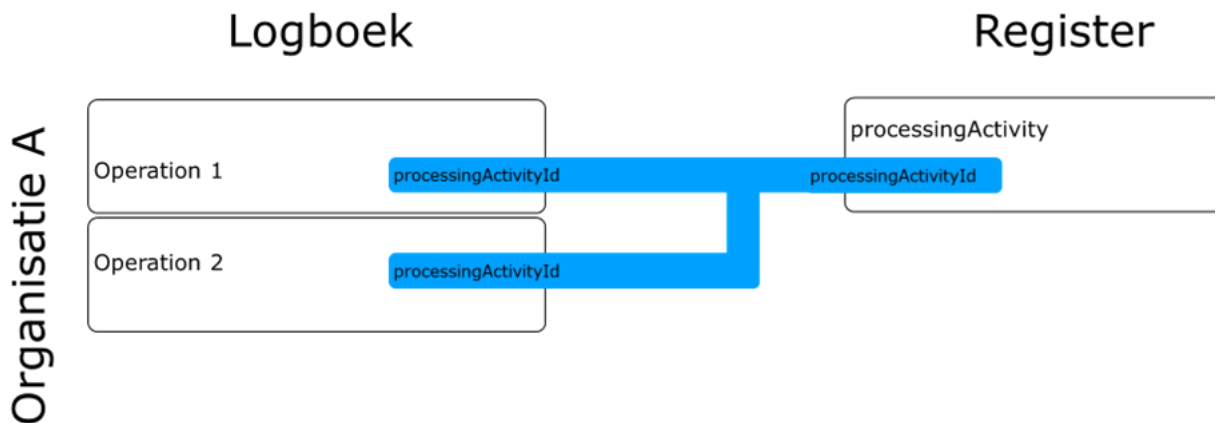 Logboek
Register
Organisatie A
processingActivity
Operation 1
processingActivityId
processingActivityId
Operation 2
processingActivityId